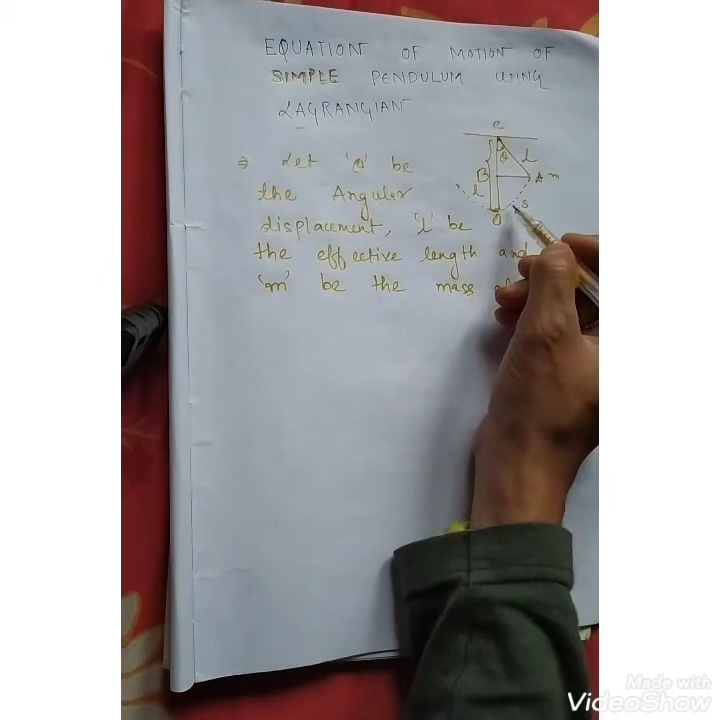 EQUATION OF MOTION OF
SIMPLE PENDULUM USING
LAGRANGIAN
⇒ Let 'θ' be
the Angular
displacement, 'l' be
the effective length and
'm' be the mass
C
θ
l
B
A m
l
s
O
Made with
VideoShow